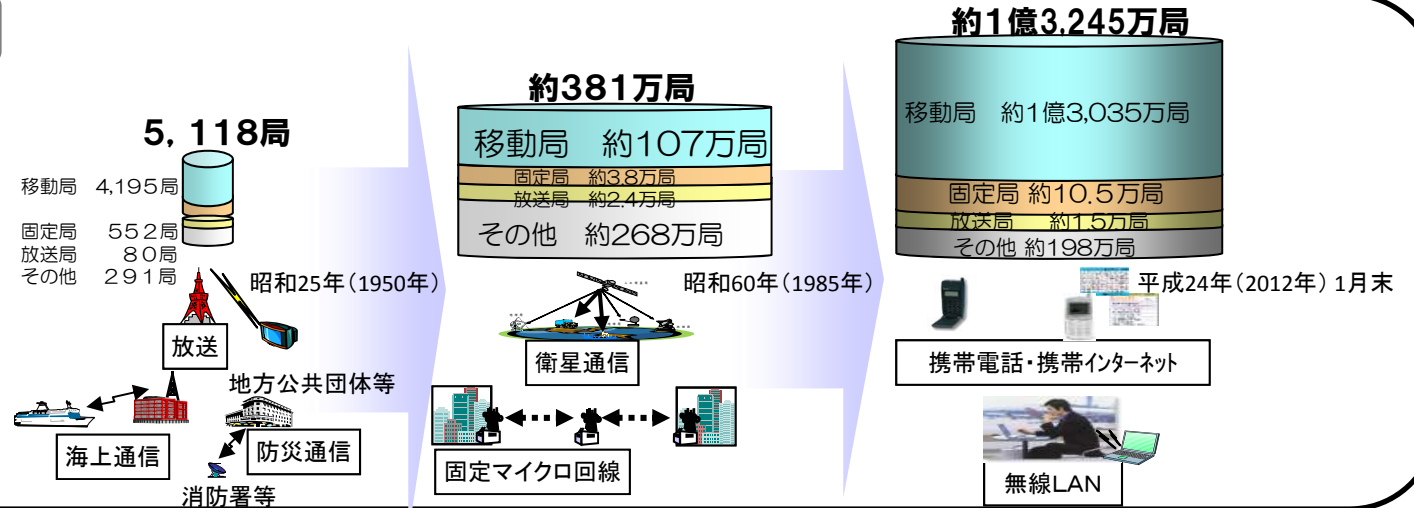 5，118局
移動局 4,195局
固定局 552局
放送局 80局
その他 291局
昭和25年(1950年)
放送
地方公共団体等
海上通信
防災通信
消防署等
約381万局
移動局 約107万局
固定局 約3.8万局
放送局 約2.4万局
その他 約268万局
昭和60年(1985年)
衛星通信
固定マイクロ回線
約1億3,245万局
移動局 約1億3,035万局
固定局 約10.5万局
放送局 約1.5万局
その他 約198万局
平成24年(2012年) 1月末
携帯電話・携帯インターネット
無線LAN